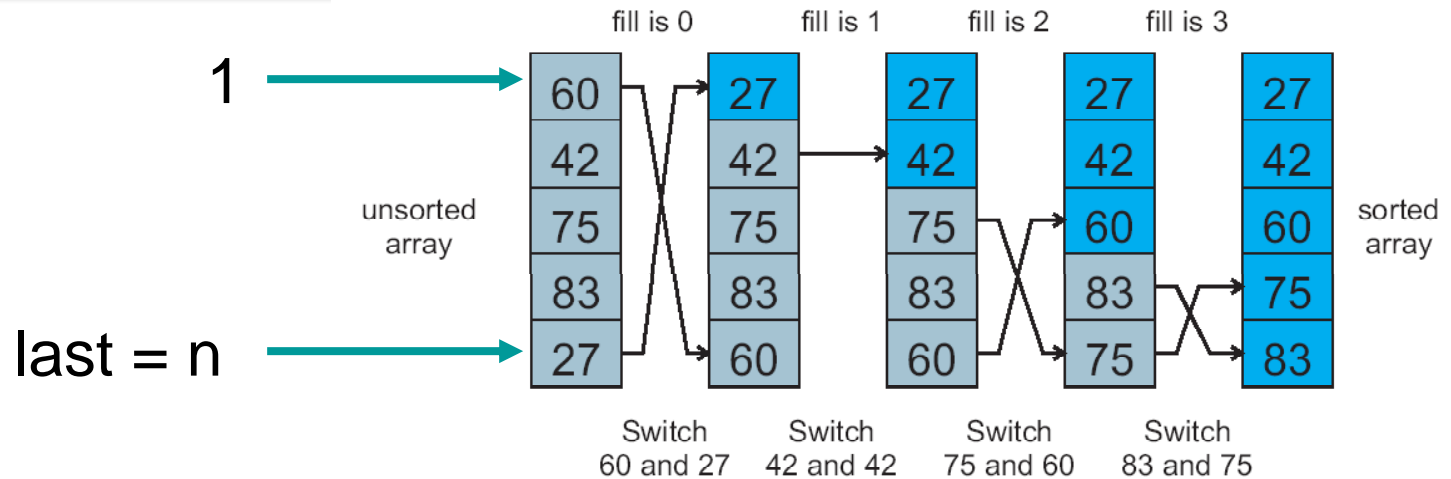 fill is 0 fill is 1 fill is 2 fill is 3
1
60 27 27 27 27
42 42 42 42 42
unsorted
array
75 75 75 60 60
sorted
array
83 83 83 83 75
last = n
27 60 60 75 83
Switch
60 and 27
Switch
42 and 42
Switch
75 and 60
Switch
83 and 75